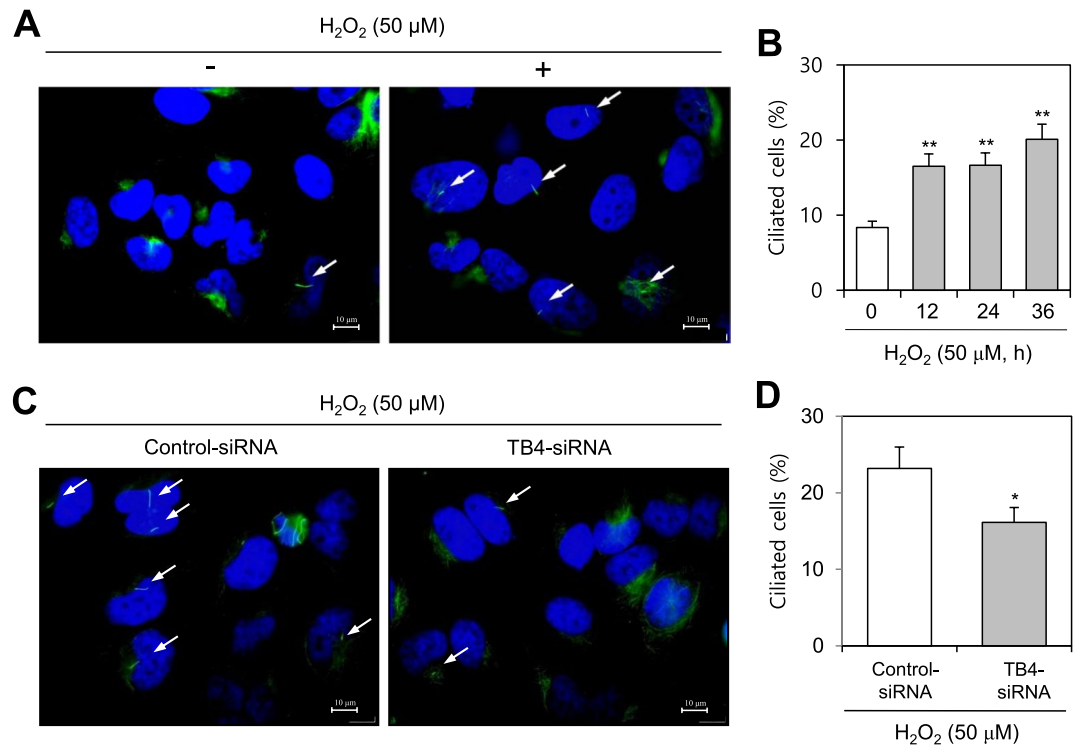 A
H₂O₂ (50 μM)
- +
10 μm
10 μm
B
30
20
10
0
Ciliated cells (%)
**
**
**
0 12 24 36
H₂O₂ (50 μM, h)
C
H₂O₂ (50 μM)
Control-siRNA TB4-siRNA
10 μm
10 μm
D
30
20
10
0
Ciliated cells (%)
*
Control- TB4-
siRNA siRNA
H₂O₂ (50 μM)